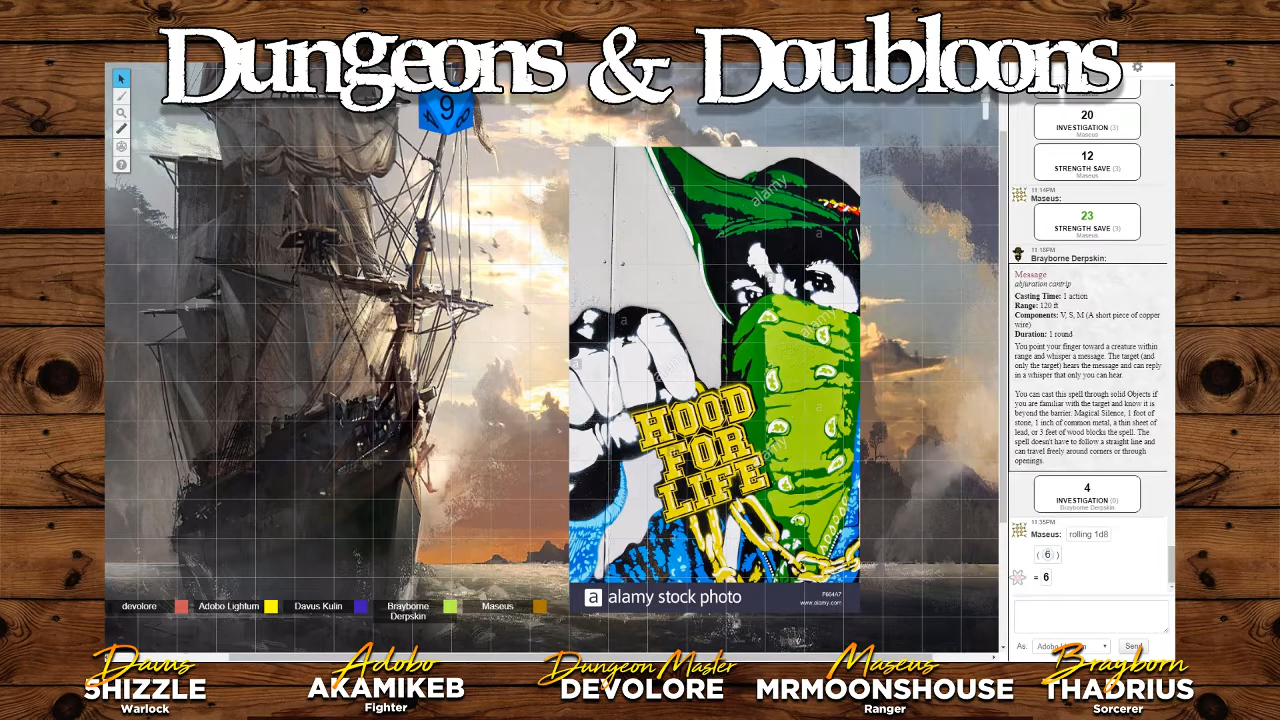 Dungeons & Doubloons
9
20
INVESTIGATION (3)
Maseus
12
STRENGTH SAVE (3)
Maseus
11:14PM
Maseus:
23
STRENGTH SAVE (3)
Maseus
11:18PM
Brayborne Derpskin:
Message
abjuration cantrip
Casting Time: 1 action
Range: 120 ft
Components: V, S, M (A short piece of copper
wire)
Duration: 1 round
You point your finger toward a creature within
range and whisper a message. The target (and
only the target) hears the message and can reply
in a whisper that only you can hear.
You can cast this spell through solid Objects if
you are familiar with the target and know it is
beyond the barrier. Magical Silence, 1 foot of
stone, 1 inch of common metal, a thin sheet of
lead, or 3 feet of wood blocks the spell. The
spell doesn't have to follow a straight line and
can travel freely around corners or through
openings.
4
INVESTIGATION (0)
Brayborne Derpskin
11:35PM
Maseus: rolling 1d8
( 6 )
= 6
As:
Send
alamy
a
HOOD
FOR
LIFE
a alamy stock photo
F664A7
www.alamy.com
devolore
Adobo Lightum
Davus Kulin
Brayborne
Derpskin
Maseus
Davus
SHIZZLE
Warlock
Adobo
AKAMIKEB
Fighter
Dungeon Master
DEVOLORE
Maseus
MRMOONSHOUSE
Ranger
Brayborn
THADRIUS
Sorcerer